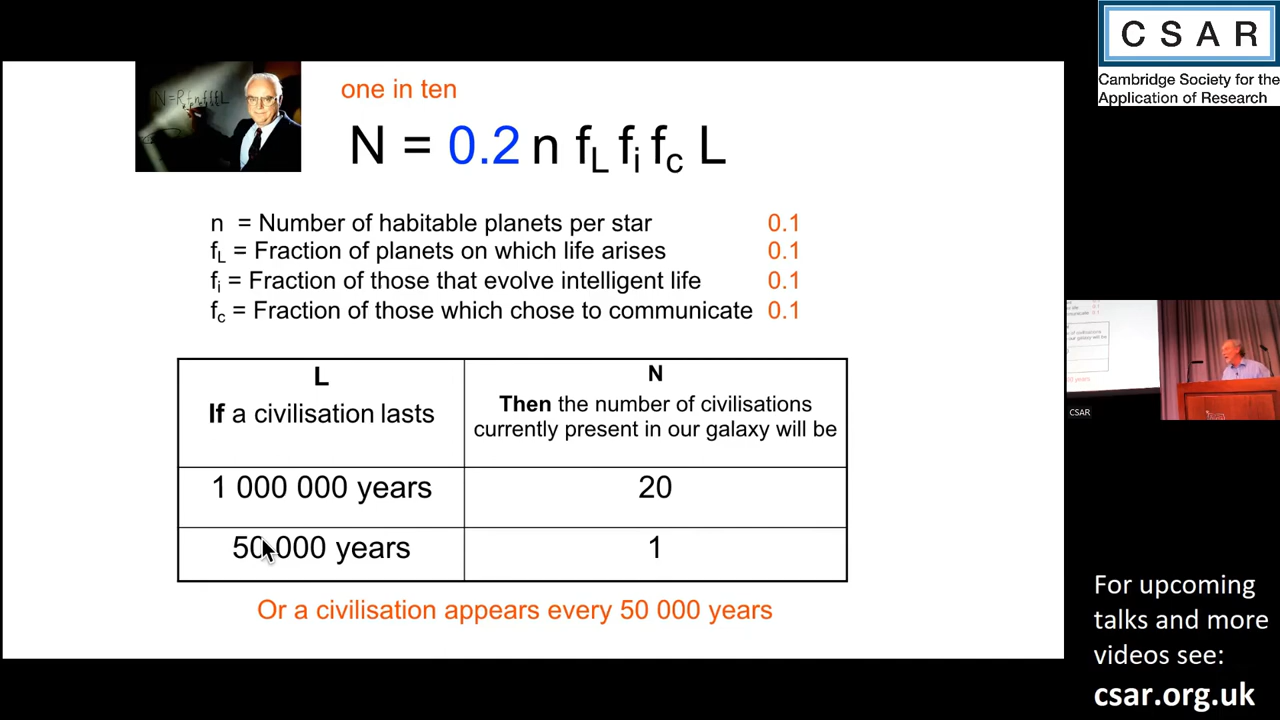 C S A R
Cambridge Society for the
Application of Research
one in ten
N = 0.2 n fL fi fc L
n = Number of habitable planets per star 0.1
fL = Fraction of planets on which life arises 0.1
fi = Fraction of those that evolve intelligent life 0.1
fc = Fraction of those which chose to communicate 0.1
L
If a civilisation lasts
N
Then the number of civilisations
currently present in our galaxy will be
1 000 000 years 20
50 000 years 1
Or a civilisation appears every 50 000 years
CSAR
For upcoming
talks and more
videos see:
csar.org.uk